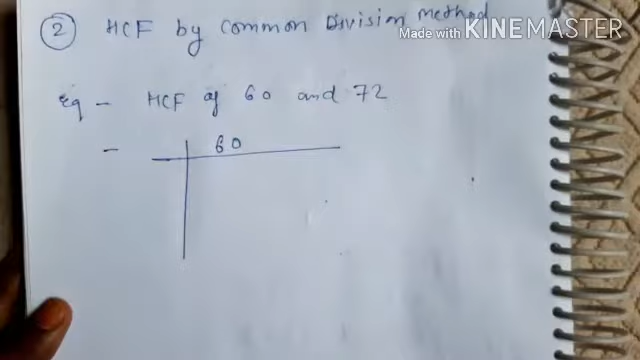 ② HCF by common Division method
Made with KINEMASTER
eg - HCF of 60 and 72
- 60